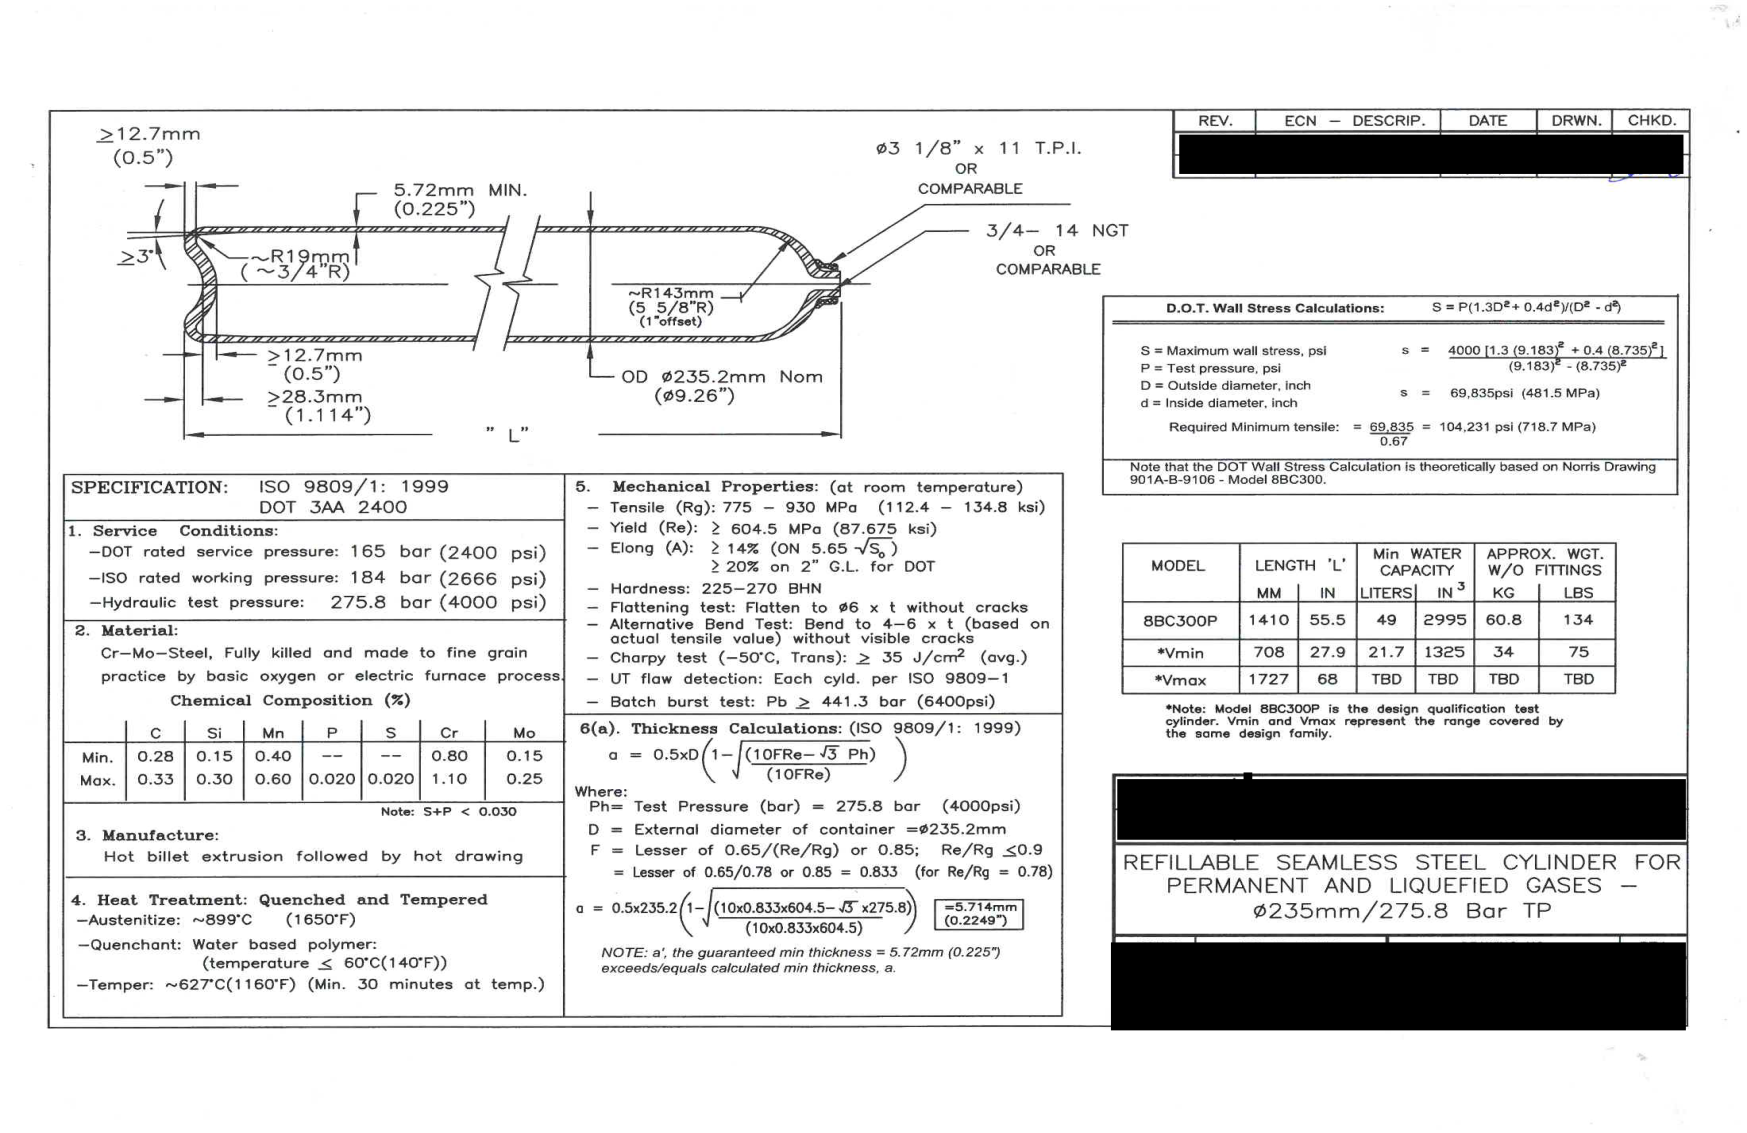 ≥12.7mm
(0.5")
5.72mm MIN.
(0.225")
≥3°
~R19mm
(~3/4"R)
ø3 1/8" x 11 T.P.I.
OR
COMPARABLE
3/4– 14 NGT
OR
COMPARABLE
~R143mm
(5 5/8"R)
(1"offset)
≥12.7mm
(0.5")
≥28.3mm
(1.114")
OD ø235.2mm Nom
(ø9.26")
" L"
REV. ECN – DESCRIP. DATE DRWN. CHKD.
D.O.T. Wall Stress Calculations: S = P(1.3D²+ 0.4d²)/(D² - d²)
S = Maximum wall stress, psi
P = Test pressure, psi
D = Outside diameter, inch
d = Inside diameter, inch
s = 4000 [1.3 (9.183)² + 0.4 (8.735)²]
(9.183)² - (8.735)²
s = 69,835psi (481.5 MPa)
Required Minimum tensile: = 69,835 = 104,231 psi (718.7 MPa)
0.67
Note that the DOT Wall Stress Calculation is theoretically based on Norris Drawing
901A-B-9106 - Model 8BC300.
SPECIFICATION: ISO 9809/1: 1999
DOT 3AA 2400
1. Service Conditions:
–DOT rated service pressure: 165 bar (2400 psi)
–ISO rated working pressure: 184 bar (2666 psi)
–Hydraulic test pressure: 275.8 bar (4000 psi)
2. Material:
Cr–Mo–Steel, Fully killed and made to fine grain
practice by basic oxygen or electric furnace process.
Chemical Composition (%)
C Si Mn P S Cr Mo
Min. 0.28 0.15 0.40 –– –– 0.80 0.15
Max. 0.33 0.30 0.60 0.020 0.020 1.10 0.25
Note: S+P < 0.030
3. Manufacture:
Hot billet extrusion followed by hot drawing
4. Heat Treatment: Quenched and Tempered
–Austenitize: ~899°C (1650°F)
–Quenchant: Water based polymer:
(temperature ≤ 60°C(140°F))
–Temper: ~627°C(1160°F) (Min. 30 minutes at temp.)
5. Mechanical Properties: (at room temperature)
– Tensile (Rg): 775 – 930 MPa (112.4 – 134.8 ksi)
– Yield (Re): ≥ 604.5 MPa (87.675 ksi)
– Elong (A): ≥ 14% (ON 5.65 √S₀ )
≥ 20% on 2" G.L. for DOT
– Hardness: 225–270 BHN
– Flattening test: Flatten to ø6 x t without cracks
– Alternative Bend Test: Bend to 4–6 x t (based on
actual tensile value) without visible cracks
– Charpy test (–50°C, Trans): ≥ 35 J/cm² (avg.)
– UT flaw detection: Each cyld. per ISO 9809–1
– Batch burst test: Pb ≥ 441.3 bar (6400psi)
6(a). Thickness Calculations: (ISO 9809/1: 1999)
a = 0.5xD(1–√(10FRe–√3 Ph)
(10FRe) )
Where:
Ph= Test Pressure (bar) = 275.8 bar (4000psi)
D = External diameter of container =ø235.2mm
F = Lesser of 0.65/(Re/Rg) or 0.85; Re/Rg ≤0.9
= Lesser of 0.65/0.78 or 0.85 = 0.833 (for Re/Rg = 0.78)
a = 0.5x235.2(1–√(10x0.833x604.5–√3 x275.8)
(10x0.833x604.5) )
=5.714mm
(0.2249")
NOTE: a', the guaranteed min thickness = 5.72mm (0.225")
exceeds/equals calculated min thickness, a.
MODEL LENGTH 'L' Min WATER CAPACITY APPROX. WGT. W/O FITTINGS
MM IN LITERS IN³ KG LBS
8BC300P 1410 55.5 49 2995 60.8 134
*Vmin 708 27.9 21.7 1325 34 75
*Vmax 1727 68 TBD TBD TBD TBD
*Note: Model 8BC300P is the design qualification test
cylinder. Vmin and Vmax represent the range covered by
the same design family.
REFILLABLE SEAMLESS STEEL CYLINDER FOR
PERMANENT AND LIQUEFIED GASES –
ø235mm/275.8 Bar TP